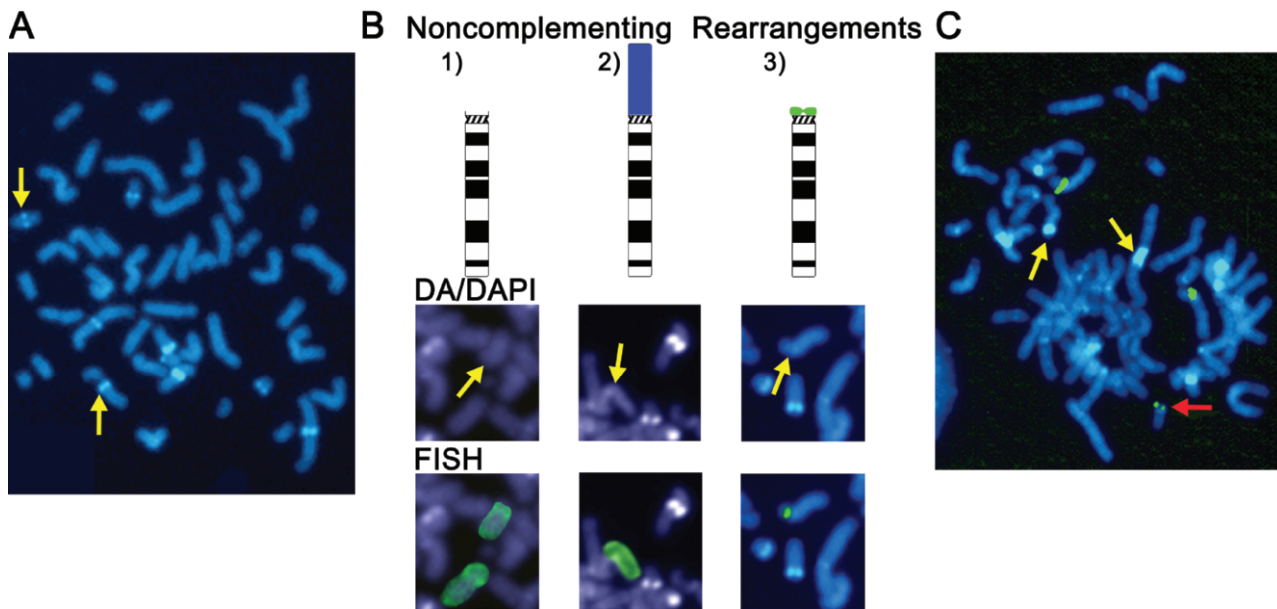 A
B Noncomplementing Rearrangements C
1) 2) 3)
DA/DAPI
FISH